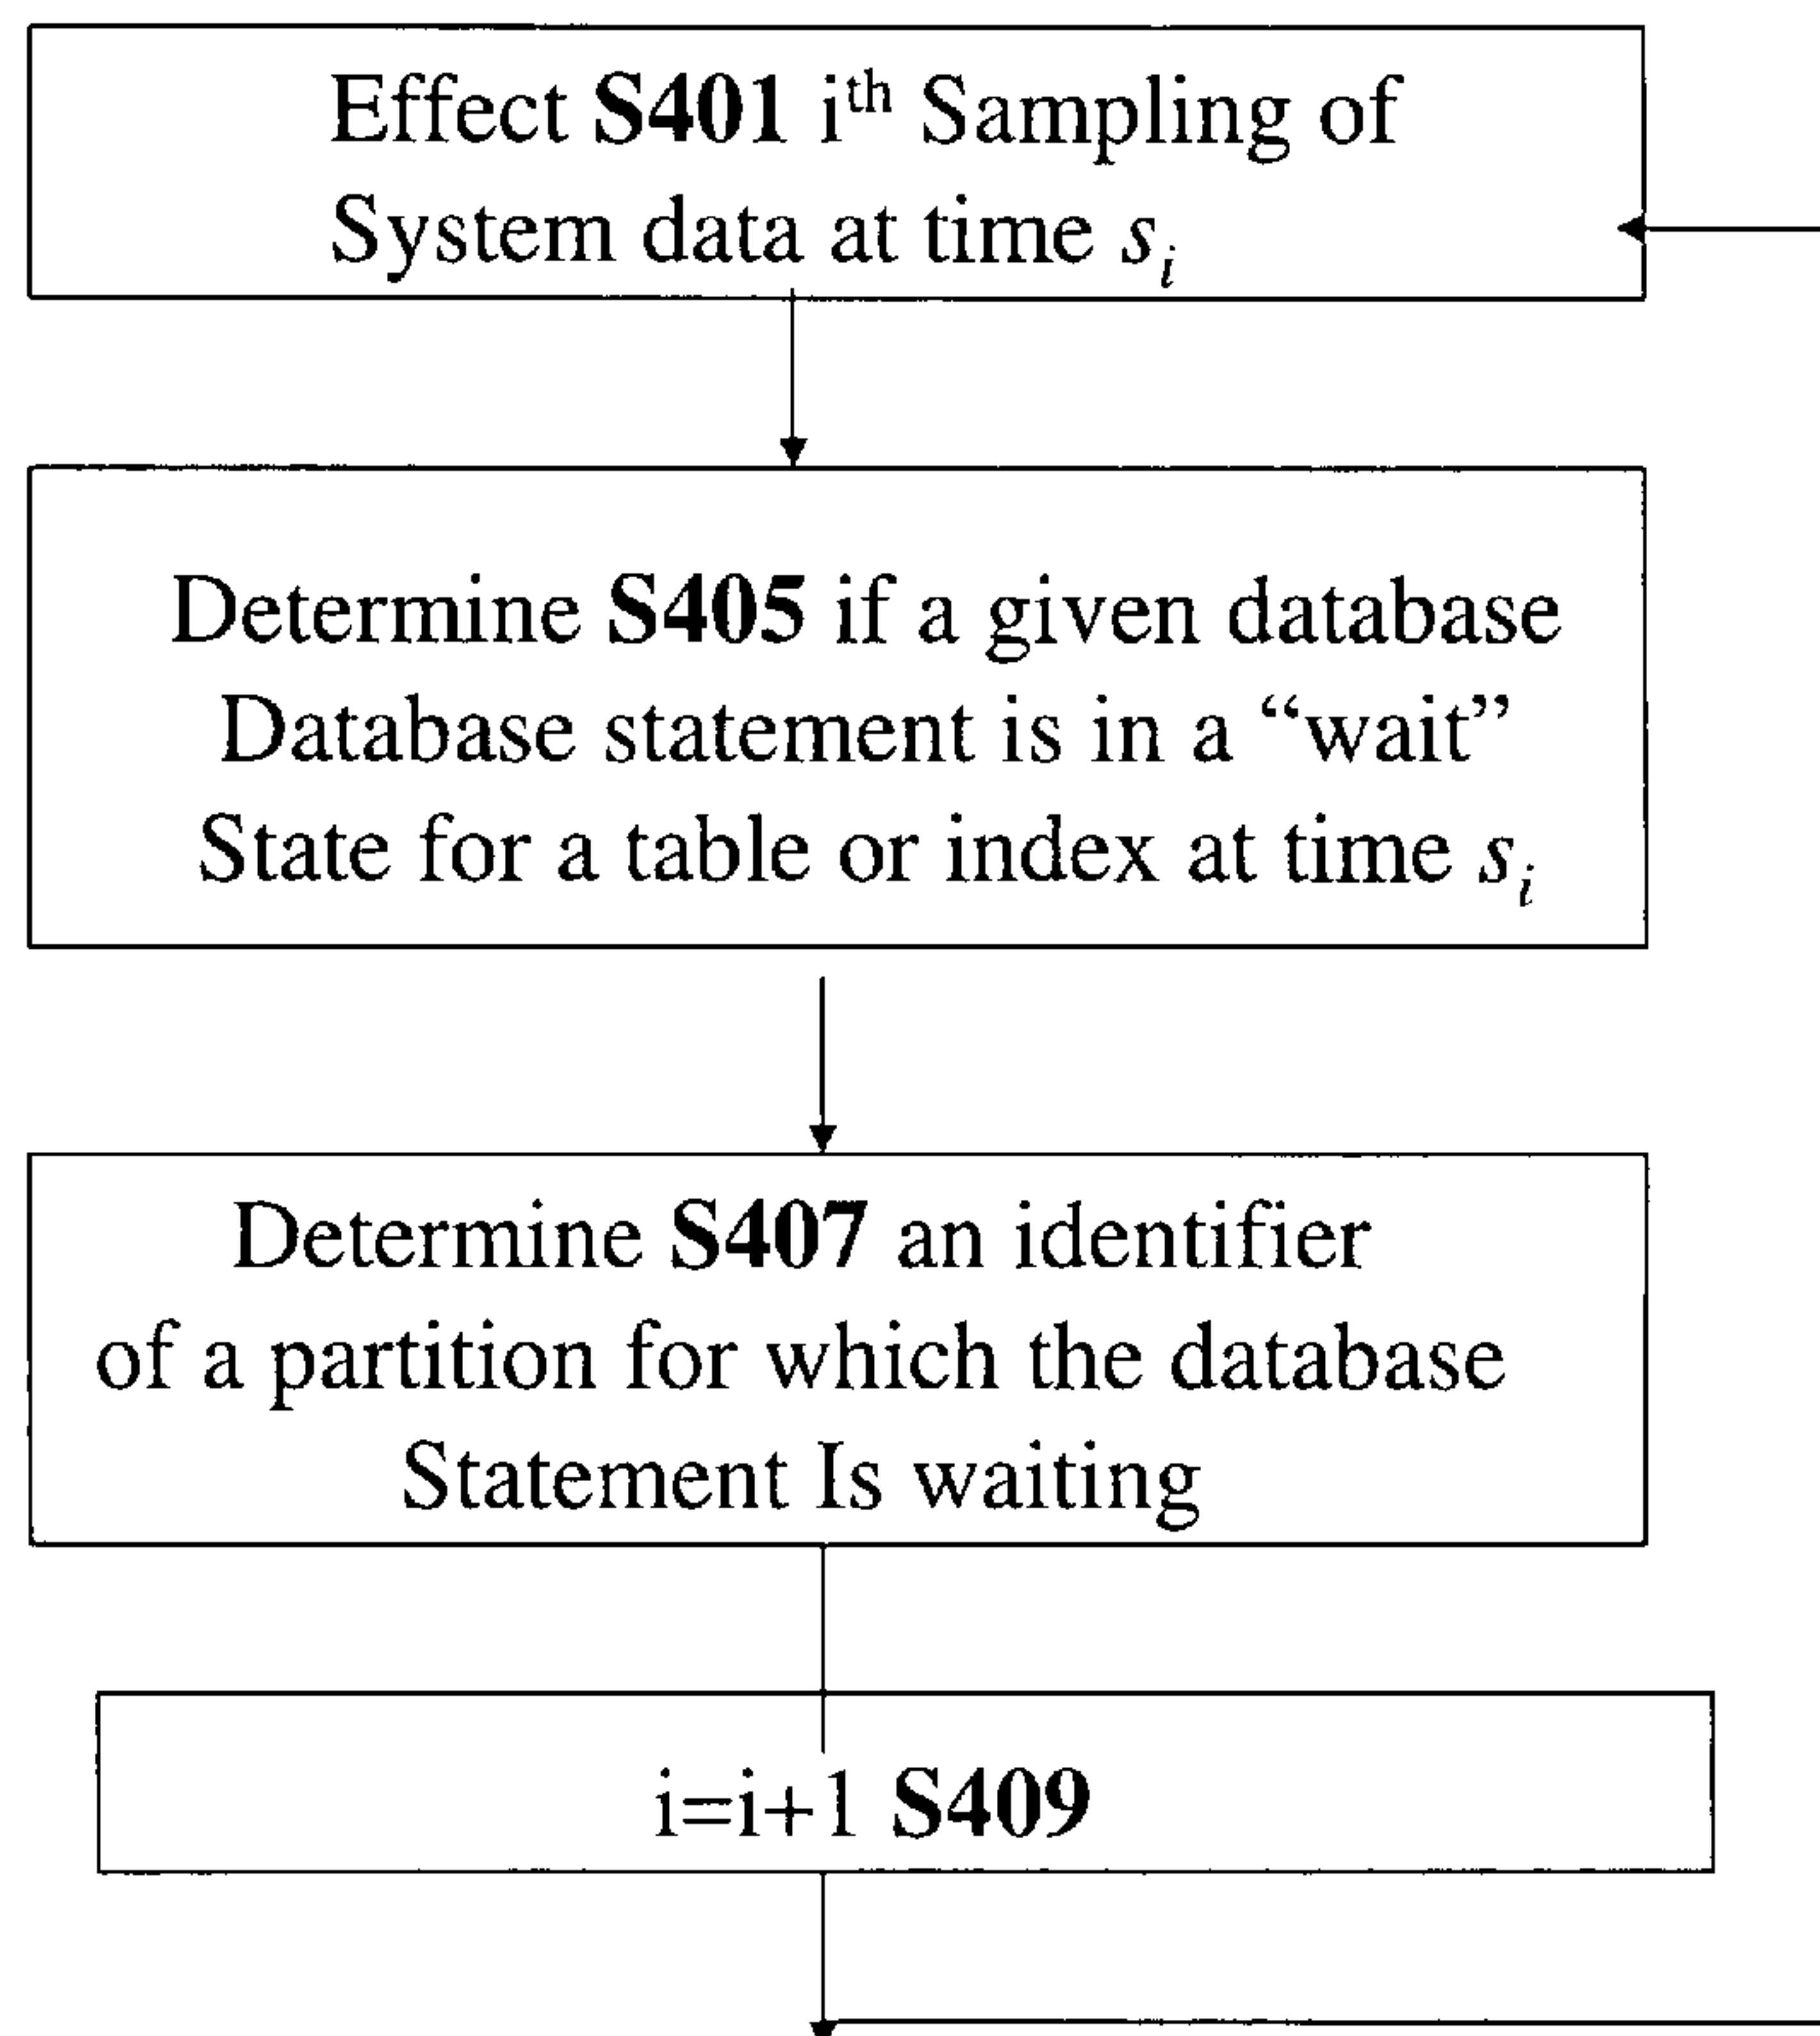 Effect S401 iᵗʰ Sampling of
System data at time sᵢ
Determine S405 if a given database
Database statement is in a “wait”
State for a table or index at time sᵢ
Determine S407 an identifier
of a partition for which the database
Statement Is waiting
i=i+1 S409